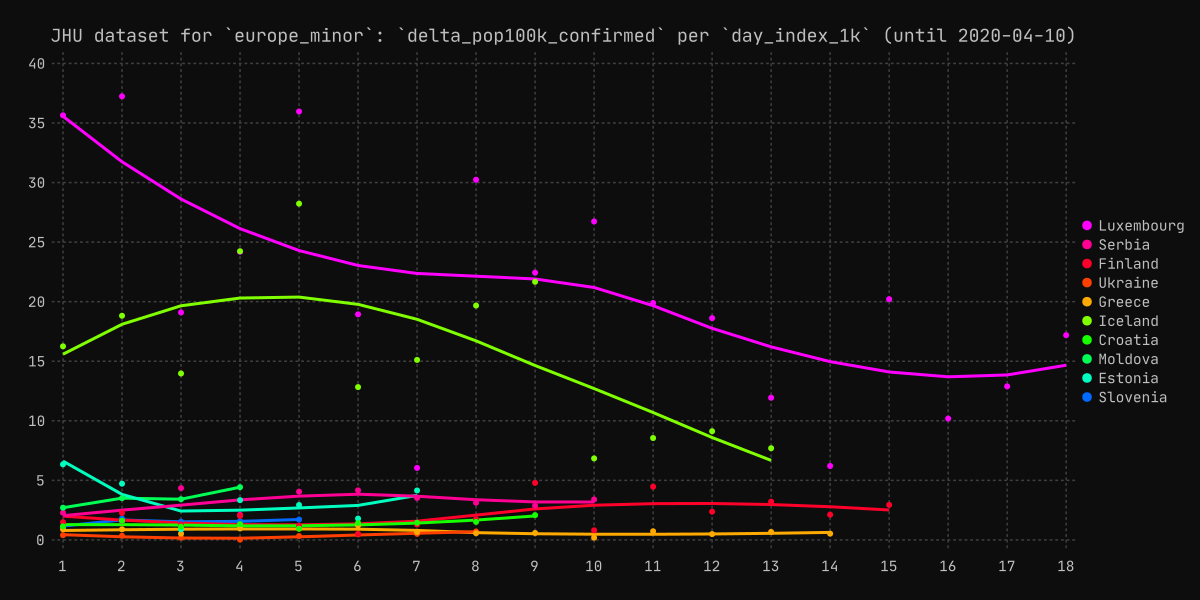 JHU dataset for `europe_minor`: `delta_pop100k_confirmed` per `day_index_1k` (until 2020-04-10)
40
35
30
25
20
15
10
5
0
1 2 3 4 5 6 7 8 9 10 11 12 13 14 15 16 17 18
Luxembourg
Serbia
Finland
Ukraine
Greece
Iceland
Croatia
Moldova
Estonia
Slovenia